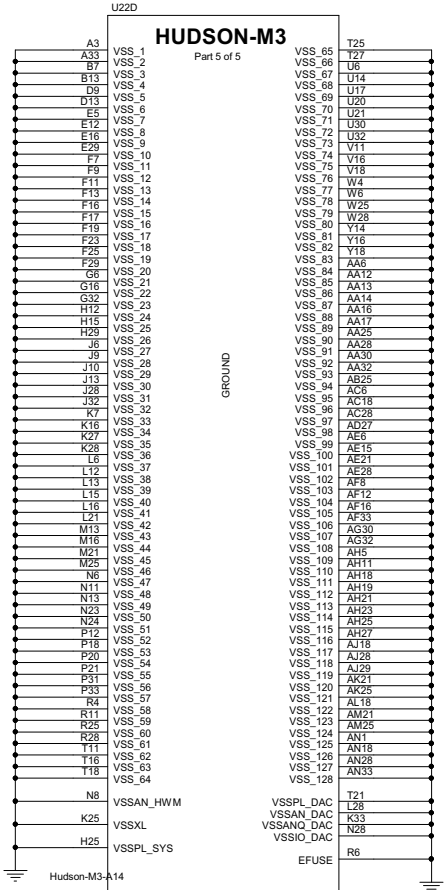 U22D
HUDSON-M3
Part 5 of 5
A3 VSS_1 VSS_65 T25
A33 VSS_2 VSS_66 T27
B7 VSS_3 VSS_67 U6
B13 VSS_4 VSS_68 U14
D9 VSS_5 VSS_69 U17
D13 VSS_6 VSS_70 U20
E5 VSS_7 VSS_71 U21
E12 VSS_8 VSS_72 U30
E16 VSS_9 VSS_73 U32
E29 VSS_10 VSS_74 V11
F7 VSS_11 VSS_75 V16
F9 VSS_12 VSS_76 V18
F11 VSS_13 VSS_77 W4
F13 VSS_14 VSS_78 W6
F16 VSS_15 VSS_79 W25
F17 VSS_16 VSS_80 W28
F19 VSS_17 VSS_81 Y14
F23 VSS_18 VSS_82 Y16
F25 VSS_19 VSS_83 Y18
F29 VSS_20 VSS_84 AA6
G6 VSS_21 VSS_85 AA12
G16 VSS_22 VSS_86 AA13
G32 VSS_23 VSS_87 AA14
H12 VSS_24 VSS_88 AA16
H15 VSS_25 VSS_89 AA17
H29 VSS_26 VSS_90 AA25
J6 VSS_27 VSS_91 AA28
J9 VSS_28 VSS_92 AA30
J10 VSS_29 VSS_93 AA32
J13 VSS_30 VSS_94 AB25
J28 VSS_31 VSS_95 AC6
J32 VSS_32 VSS_96 AC18
K7 VSS_33 VSS_97 AC28
K16 VSS_34 VSS_98 AD27
K27 VSS_35 VSS_99 AE6
K28 VSS_36 VSS_100 AE15
L6 VSS_37 VSS_101 AE21
L12 VSS_38 VSS_102 AE28
L13 VSS_39 VSS_103 AF8
L15 VSS_40 VSS_104 AF12
L16 VSS_41 VSS_105 AF16
L21 VSS_42 VSS_106 AF33
M13 VSS_43 VSS_107 AG30
M16 VSS_44 VSS_108 AG32
M21 VSS_45 VSS_109 AH5
M25 VSS_46 VSS_110 AH11
N6 VSS_47 VSS_111 AH18
N11 VSS_48 VSS_112 AH19
N13 VSS_49 VSS_113 AH21
N23 VSS_50 VSS_114 AH23
N24 VSS_51 VSS_115 AH25
P12 VSS_52 VSS_116 AH27
P18 VSS_53 VSS_117 AJ18
P20 VSS_54 VSS_118 AJ28
P21 VSS_55 VSS_119 AJ29
P31 VSS_56 VSS_120 AK21
P33 VSS_57 VSS_121 AK25
R4 VSS_58 VSS_122 AL18
R11 VSS_59 VSS_123 AM21
R25 VSS_60 VSS_124 AM25
R28 VSS_61 VSS_125 AN1
T11 VSS_62 VSS_126 AN18
T16 VSS_63 VSS_127 AN28
T18 VSS_64 VSS_128 AN33
GROUND
N8 VSSAN_HWM VSSPL_DAC T21
VSSAN_DAC L28
K25 VSSXL VSSANQ_DAC K33
VSSIO_DAC N28
H25 VSSPL_SYS
EFUSE R6
Hudson-M3-A14